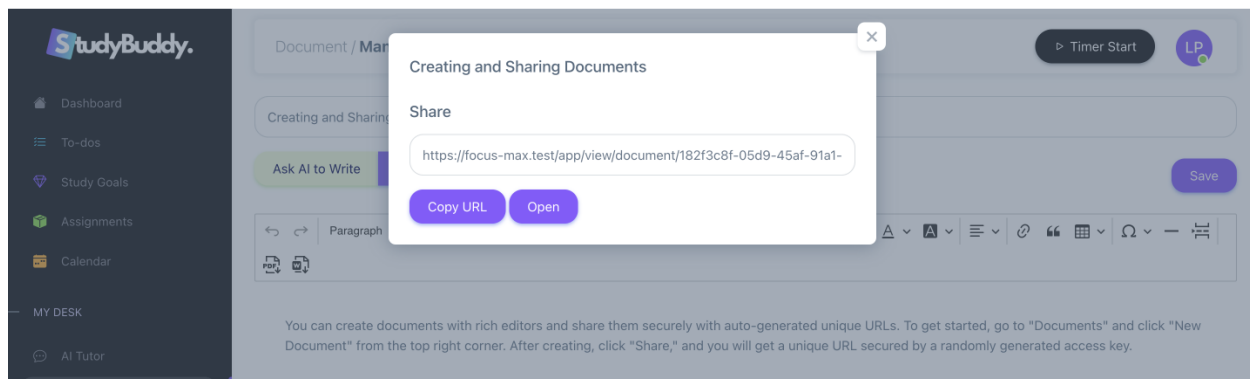 StudyBuddy.
Document / Mar
Timer Start
LP
Creating and Sharing Documents
Dashboard
Share
Creating and Sharing
To-dos
https://focus-max.test/app/view/document/182f3c8f-05d9-45af-91a1-
Ask AI to Write
Save
Study Goals
Copy URL
Open
Assignments
Paragraph
Calendar
MY DESK
You can create documents with rich editors and share them securely with auto-generated unique URLs. To get started, go to "Documents" and click "New
Document" from the top right corner. After creating, click "Share," and you will get a unique URL secured by a randomly generated access key.
AI Tutor